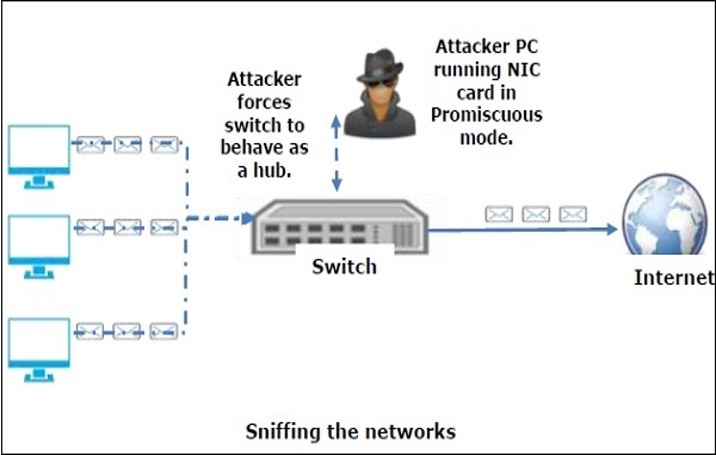 Attacker
forces
switch to
behave as
a hub.
Attacker PC
running NIC
card in
Promiscuous
mode.
Switch
Internet
Sniffing the networks